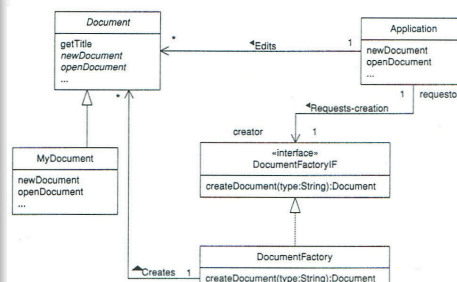 Document
getTitle
newDocument
openDocument
...
*
◄Edits
1
Application
newDocument
openDocument
...
*
1 requestor
◄Requests-creation
creator 1
MyDocument
newDocument
openDocument
...
«interface»
DocumentFactoryIF
createDocument(type:String):Document
DocumentFactory
createDocument(type:String):Document
▲Creates 1